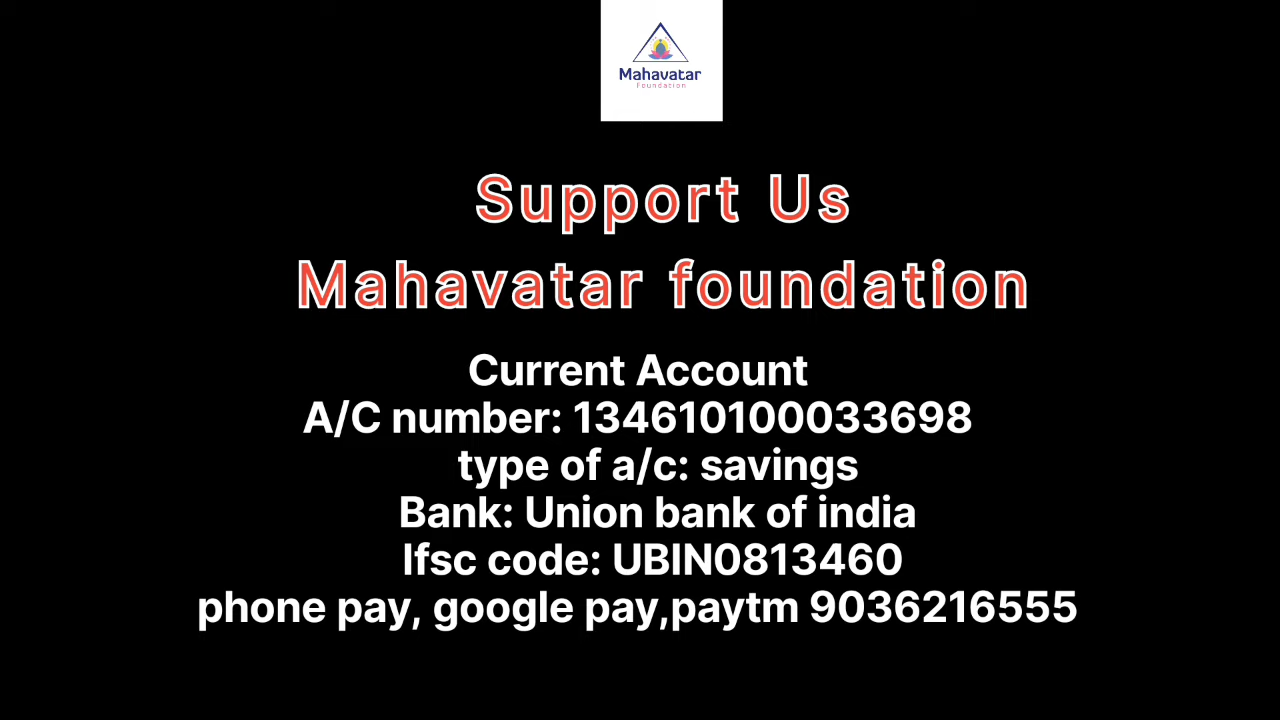 Mahavatar
Foundation
Support Us
Mahavatar foundation
Current Account
A/C number: 134610100033698
type of a/c: savings
Bank: Union bank of india
Ifsc code: UBIN0813460
phone pay, google pay,paytm 9036216555